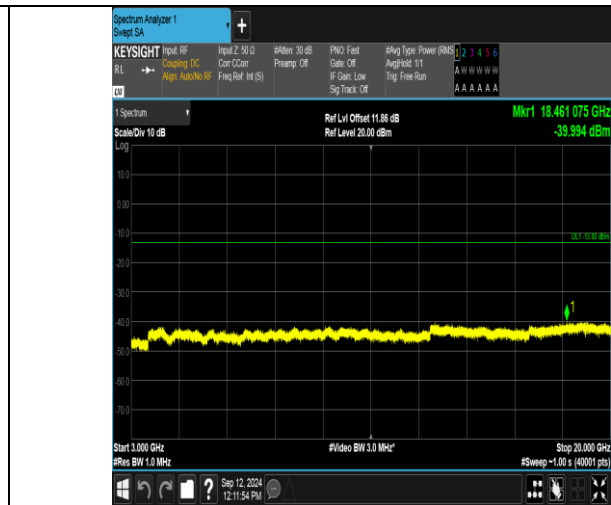 Spectrum Analyzer 1
Swept SA
+
KEYSIGHT Input: RF Input Z: 50 Ω #Atten: 30 dB PNO: Fast #Avg Type: Power (RMS 1 2 3 4 5 6
RL Coupling: DC Corr CCorr Preamp: Off Gate: Off Avg|Hold: 1/1 A W W W W W
Align: Auto/No RF Freq Ref: Int (S) IF Gain: Low Trig: Free Run
Sig Track: Off A A A A A A
LXI
1 Spectrum Ref Lvl Offset 11.86 dB Mkr1 18.461 075 GHz
Scale/Div 10 dB Ref Level 20.00 dBm -39.994 dBm
Log
10.0
0.00
-10.0
DL1 -13.00 dBm
-20.0
-30.0
1
-40.0
-50.0
-60.0
-70.0
Start 3.000 GHz #Video BW 3.0 MHz* Stop 20.000 GHz
#Res BW 1.0 MHz #Sweep ~1.00 s (40001 pts)
? Sep 12, 2024
12:11:54 PM